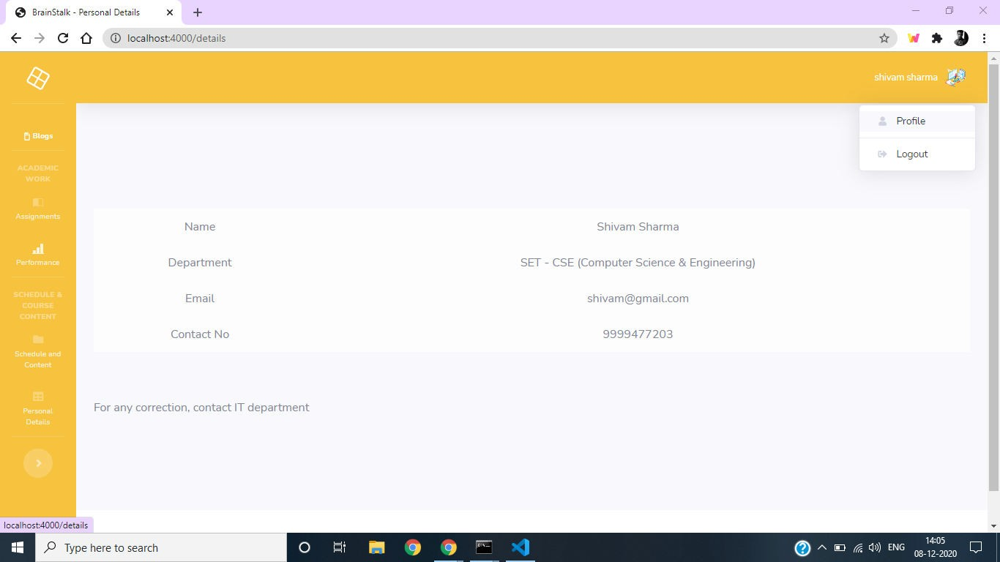 BrainStalk - Personal Details
localhost:4000/details
shivam sharma
Profile
Logout
Blogs
ACADEMIC
WORK
Assignments
Performance
SCHEDULE &
COURSE
CONTENT
Schedule and
Content
Personal
Details
Name Shivam Sharma
Department SET - CSE (Computer Science & Engineering)
Email shivam@gmail.com
Contact No 9999477203
For any correction, contact IT department
localhost:4000/details
Type here to search
ENG
14:05
08-12-2020